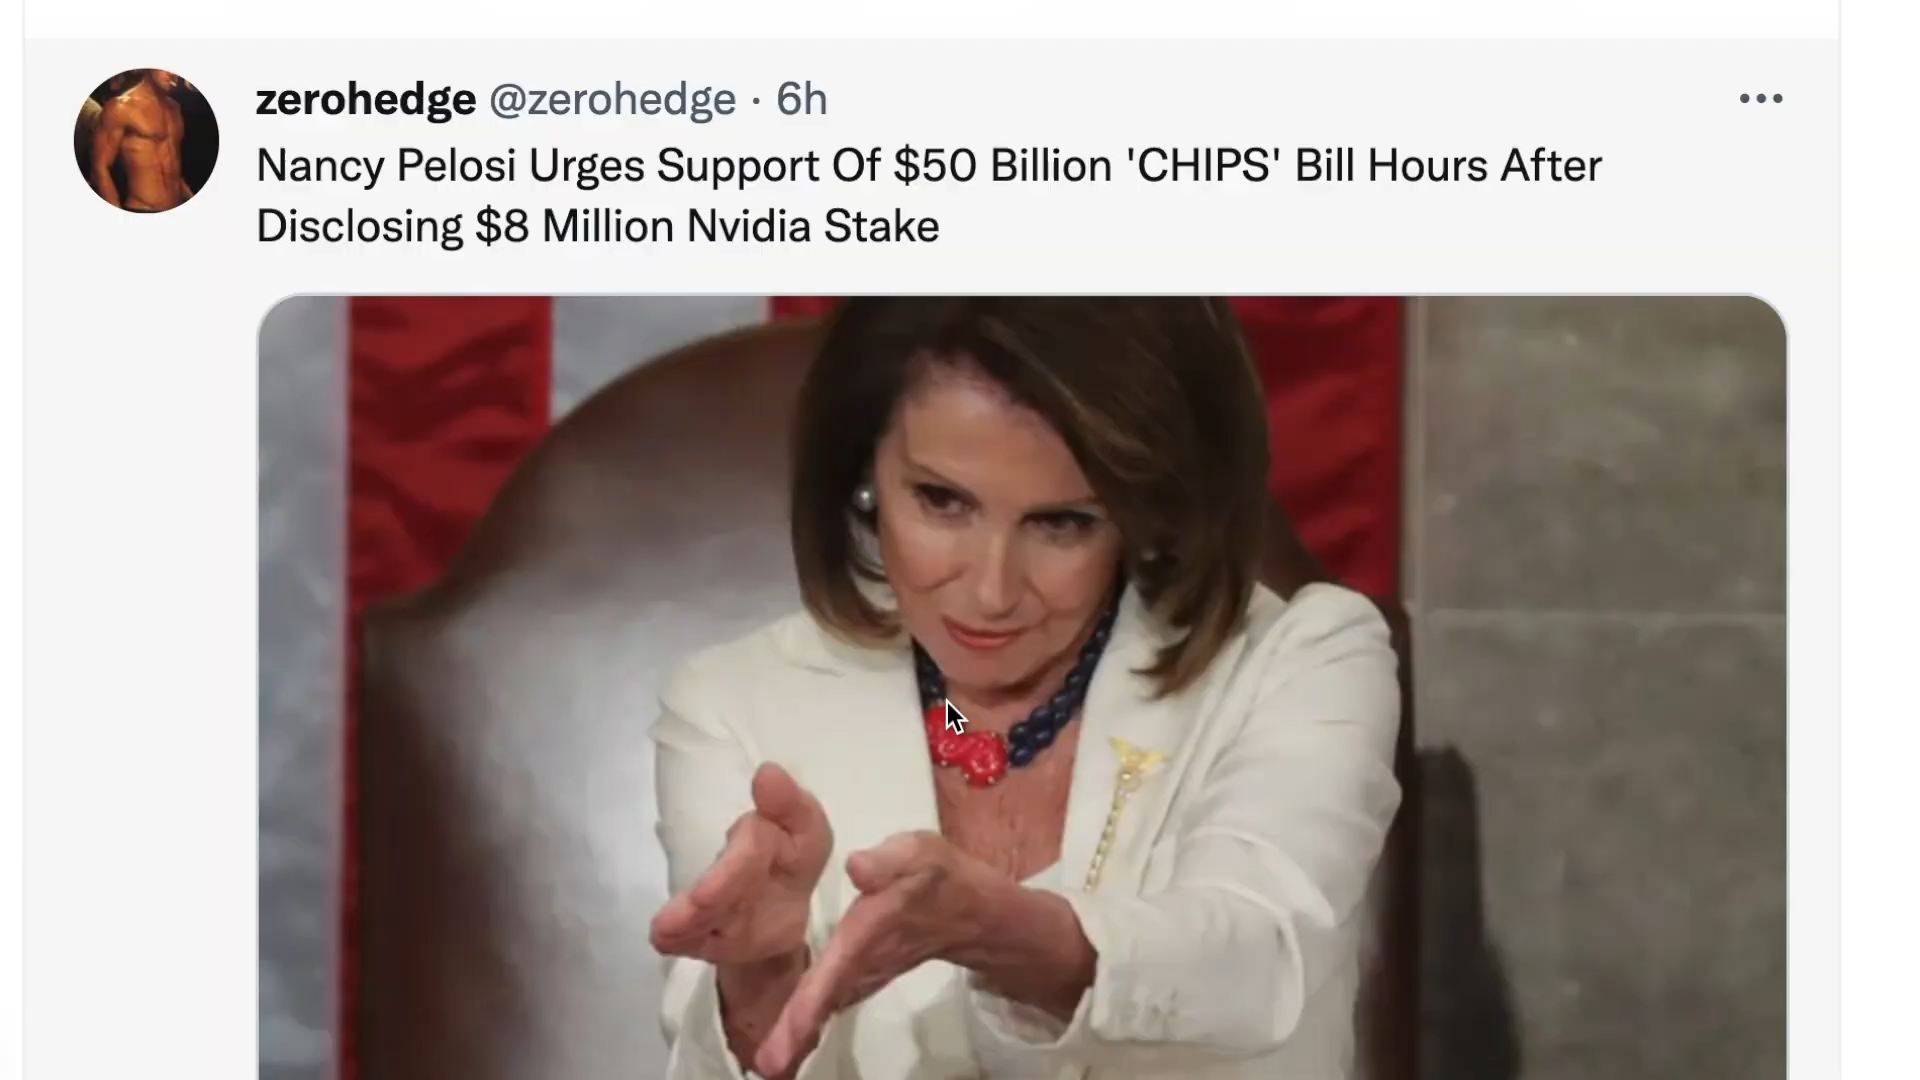 zerohedge @zerohedge · 6h
Nancy Pelosi Urges Support Of $50 Billion 'CHIPS' Bill Hours After
Disclosing $8 Million Nvidia Stake